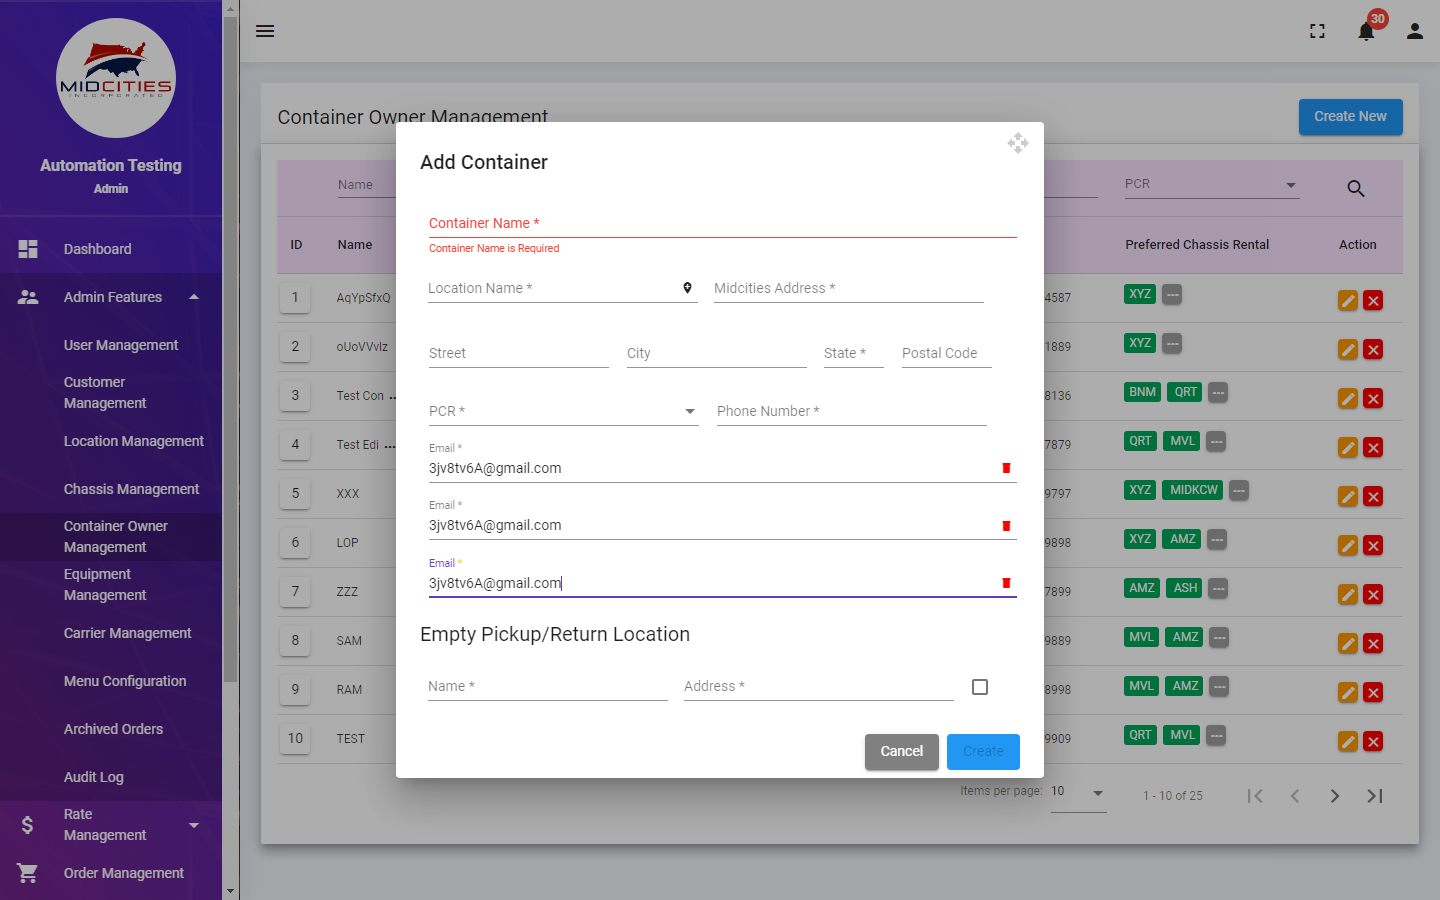 MIDCITIES
INCORPORATED
Automation Testing
Admin
Dashboard
Admin Features
User Management
Customer
Management
Location Management
Chassis Management
Container Owner
Management
Equipment
Management
Carrier Management
Menu Configuration
Archived Orders
Audit Log
Rate
Management
Order Management
30
Container Owner Management
Create New
Name
PCR
ID
Name
Preferred Chassis Rental
Action
1 AqYpSfxQ 4587 XYZ ---
2 oUoVVvlz 1889 XYZ ---
3 Test Con ... 8136 BNM QRT ---
4 Test Edi ... 7879 QRT MVL ---
5 XXX 9797 XYZ MIDKCW ---
6 LOP 9898 XYZ AMZ ---
7 ZZZ 7899 AMZ ASH ---
8 SAM 9889 MVL AMZ ---
9 RAM 8998 MVL AMZ ---
10 TEST 9909 QRT MVL ---
Items per page: 10 1 - 10 of 25
Add Container
Container Name *
Container Name is Required
Location Name * Midcities Address *
Street City State * Postal Code
PCR * Phone Number *
Email *
3jv8tv6A@gmail.com
Email *
3jv8tv6A@gmail.com
Email *
3jv8tv6A@gmail.com
Empty Pickup/Return Location
Name * Address *
Cancel Create